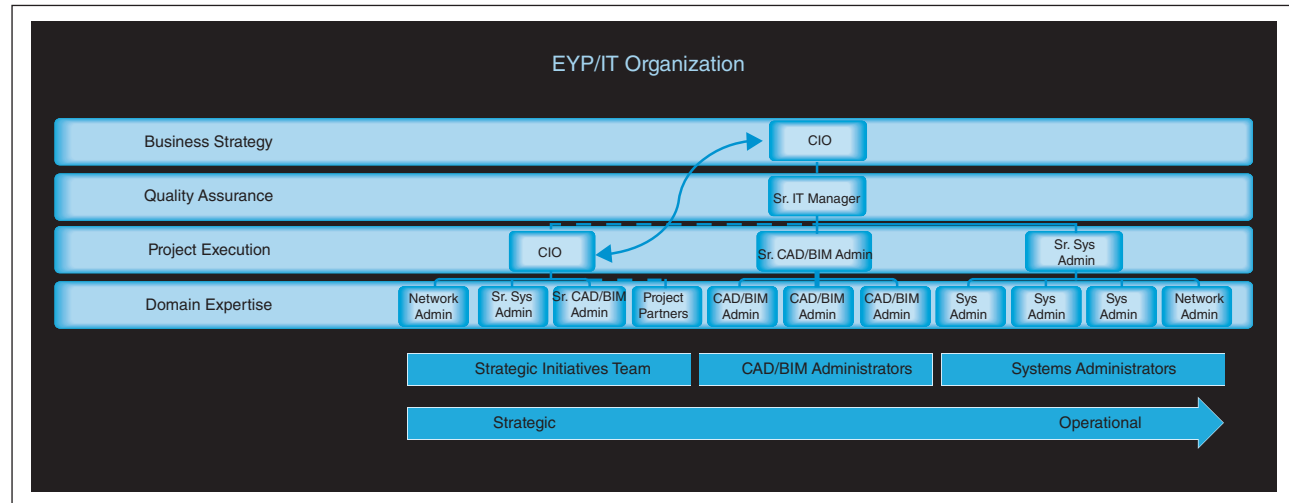 EYP/IT Organization
Business Strategy
CIO
Quality Assurance
Sr. IT Manager
Project Execution
CIO
Sr. CAD/BIM Admin
Sr. Sys
Admin
Domain Expertise
Network
Admin
Sr. Sys
Admin
Sr. CAD/BIM
Admin
Project
Partners
CAD/BIM
Admin
CAD/BIM
Admin
CAD/BIM
Admin
Sys
Admin
Sys
Admin
Sys
Admin
Network
Admin
Strategic Initiatives Team
CAD/BIM Administrators
Systems Administrators
Strategic
Operational